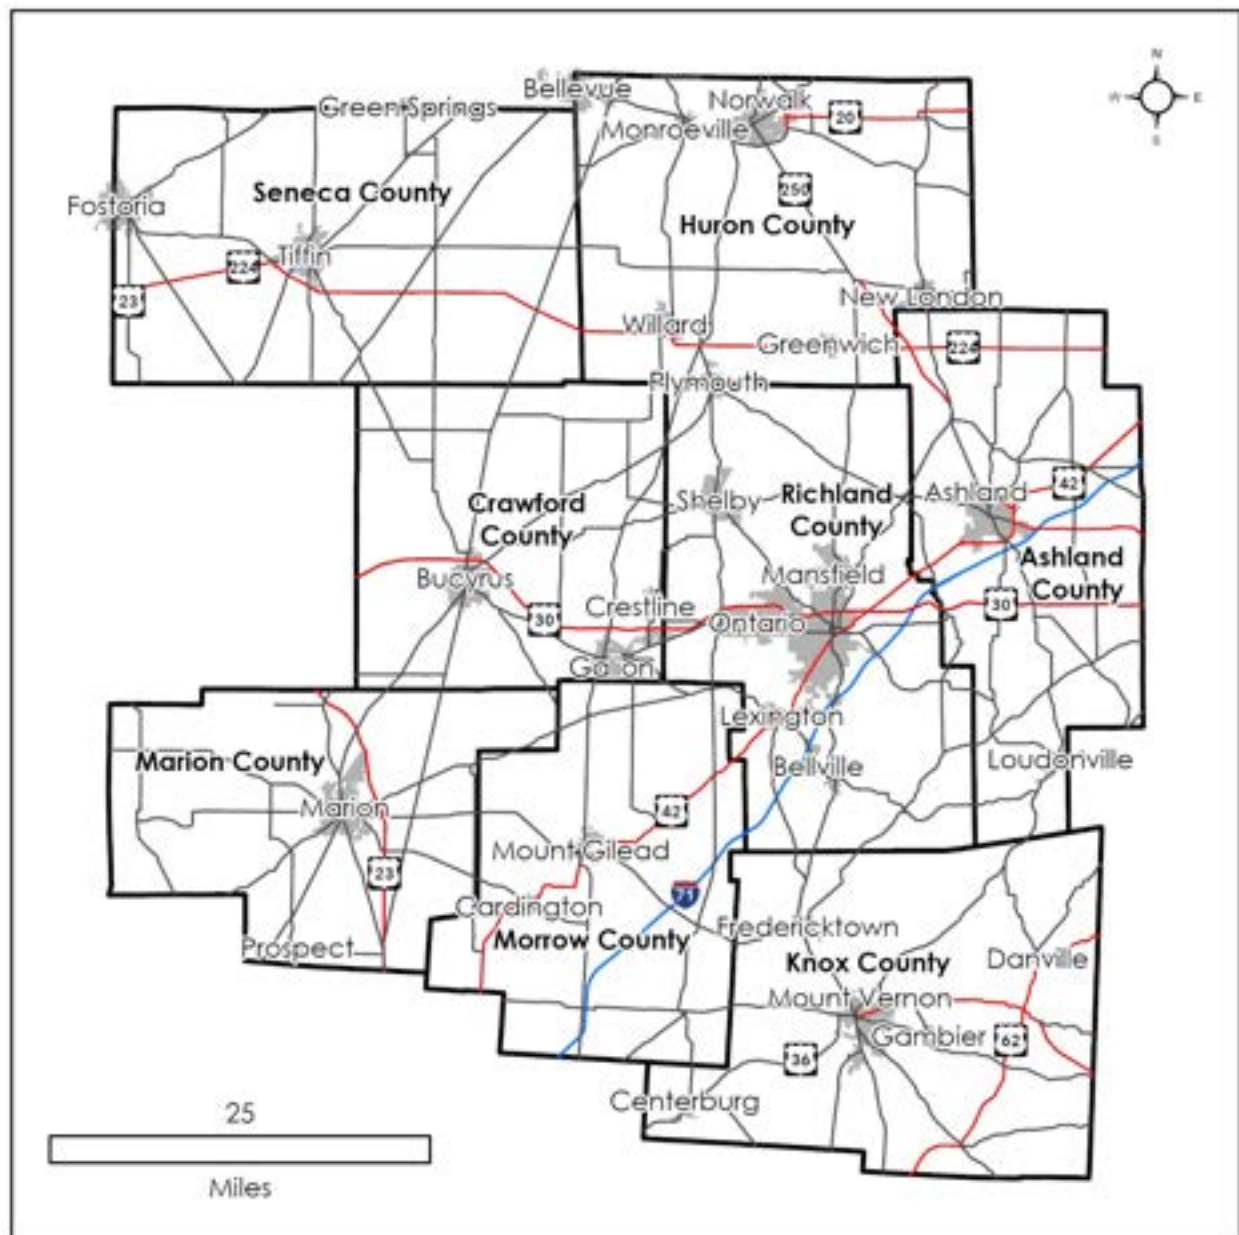 N
W E
S
Bellevue
Green Springs
Norwalk
20
Monroeville
Seneca County
250
Fostoria
Huron County
Tiffin
224
23
New London
Willard
Greenwich
224
Plymouth
Crawford
County
Shelby
Richland
County
Ashland
42
Ashland
County
Bucyrus
Mansfield
Crestline
30
Ontario
30
Galion
Lexington
Marion County
Bellville
Loudonville
Marion
42
Mount Gilead
23
71
Cardington
Fredericktown
Morrow County
Prospect
Knox County
Danville
Mount Vernon
Gambier
62
36
Centerburg
25
Miles